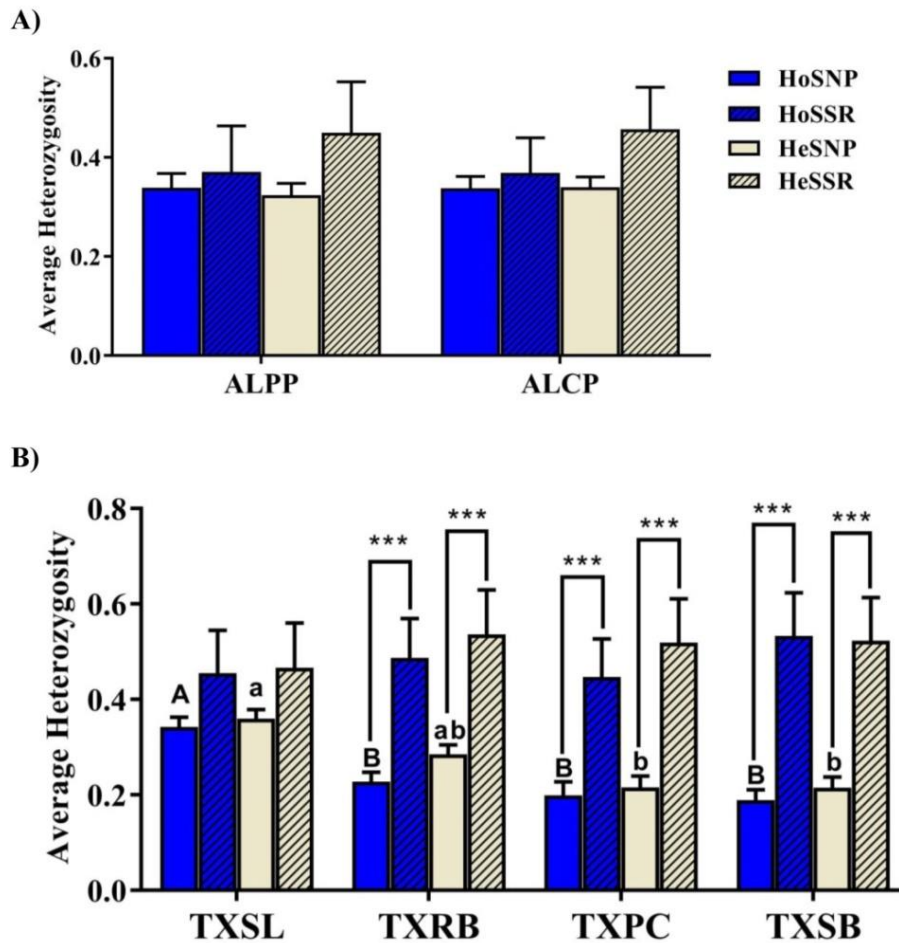 A)
Average Heterozygosity
0.6
0.4
0.2
0.0
ALPP ALCP
HoSNP
HoSSR
HeSNP
HeSSR
B)
Average Heterozygosity
0.8
0.6
0.4
0.2
0.0
A a
*** ***
B ab
*** ***
B b
*** ***
B b
TXSL TXRB TXPC TXSB